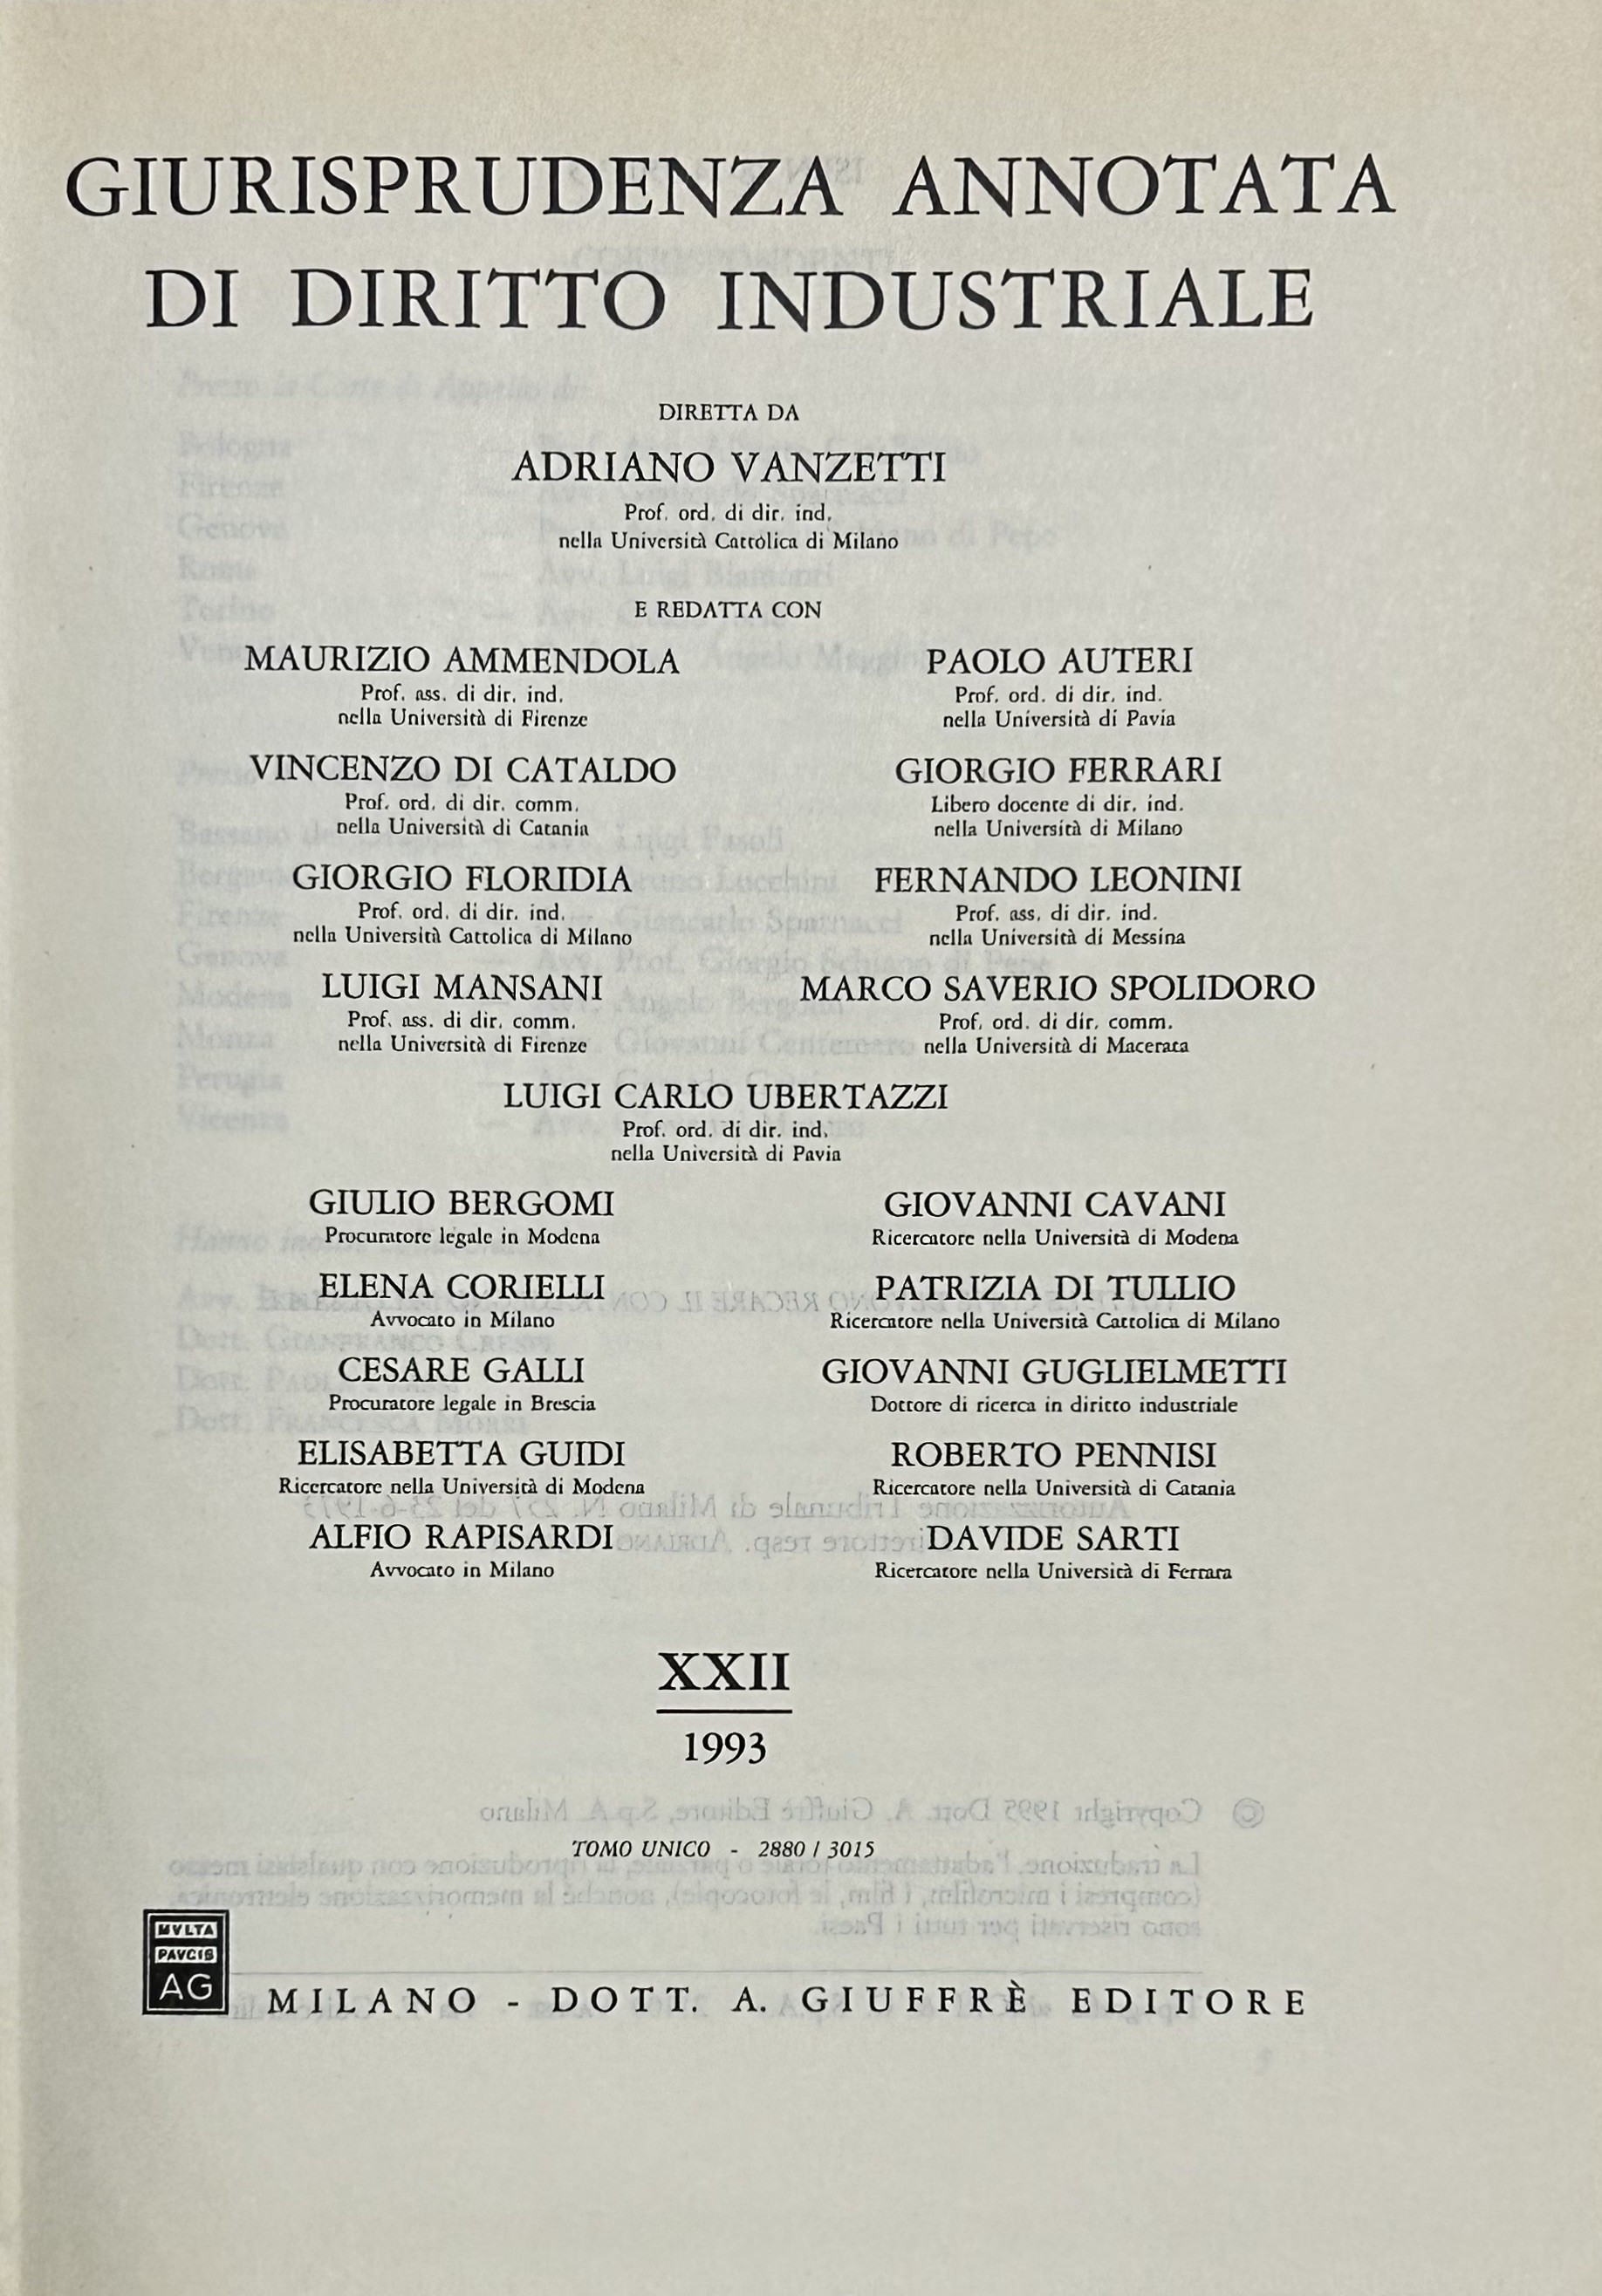 GIURISPRUDENZA ANNOTATA
DI DIRITTO INDUSTRIALE
DIRETTA DA
ADRIANO VANZETTI
Prof. ord. di dir. ind.
nella Università Cattolica di Milano
E REDATTA CON
MAURIZIO AMMENDOLA
Prof. ass. di dir. ind.
nella Università di Firenze
PAOLO AUTERI
Prof. ord. di dir. ind.
nella Università di Pavia
VINCENZO DI CATALDO
Prof. ord. di dir. comm.
nella Università di Catania
GIORGIO FERRARI
Libero docente di dir. ind.
nella Università di Milano
GIORGIO FLORIDIA
Prof. ord. di dir. ind.
nella Università Cattolica di Milano
FERNANDO LEONINI
Prof. ass. di dir. ind.
nella Università di Messina
LUIGI MANSANI
Prof. ass. di dir. comm.
nella Università di Firenze
MARCO SAVERIO SPOLIDORO
Prof. ord. di dir. comm.
nella Università di Macerata
LUIGI CARLO UBERTAZZI
Prof. ord. di dir. ind.
nella Università di Pavia
GIULIO BERGOMI
Procuratore legale in Modena
GIOVANNI CAVANI
Ricercatore nella Università di Modena
ELENA CORIELLI
Avvocato in Milano
PATRIZIA DI TULLIO
Ricercatore nella Università Cattolica di Milano
CESARE GALLI
Procuratore legale in Brescia
GIOVANNI GUGLIELMETTI
Dottore di ricerca in diritto industriale
ELISABETTA GUIDI
Ricercatore nella Università di Modena
ROBERTO PENNISI
Ricercatore nella Università di Catania
ALFIO RAPISARDI
Avvocato in Milano
DAVIDE SARTI
Ricercatore nella Università di Ferrara
XXII
1993
TOMO UNICO - 2880 / 3015
MVLTA
PAVCIS
AG
MILANO - DOTT. A. GIUFFRÈ EDITORE